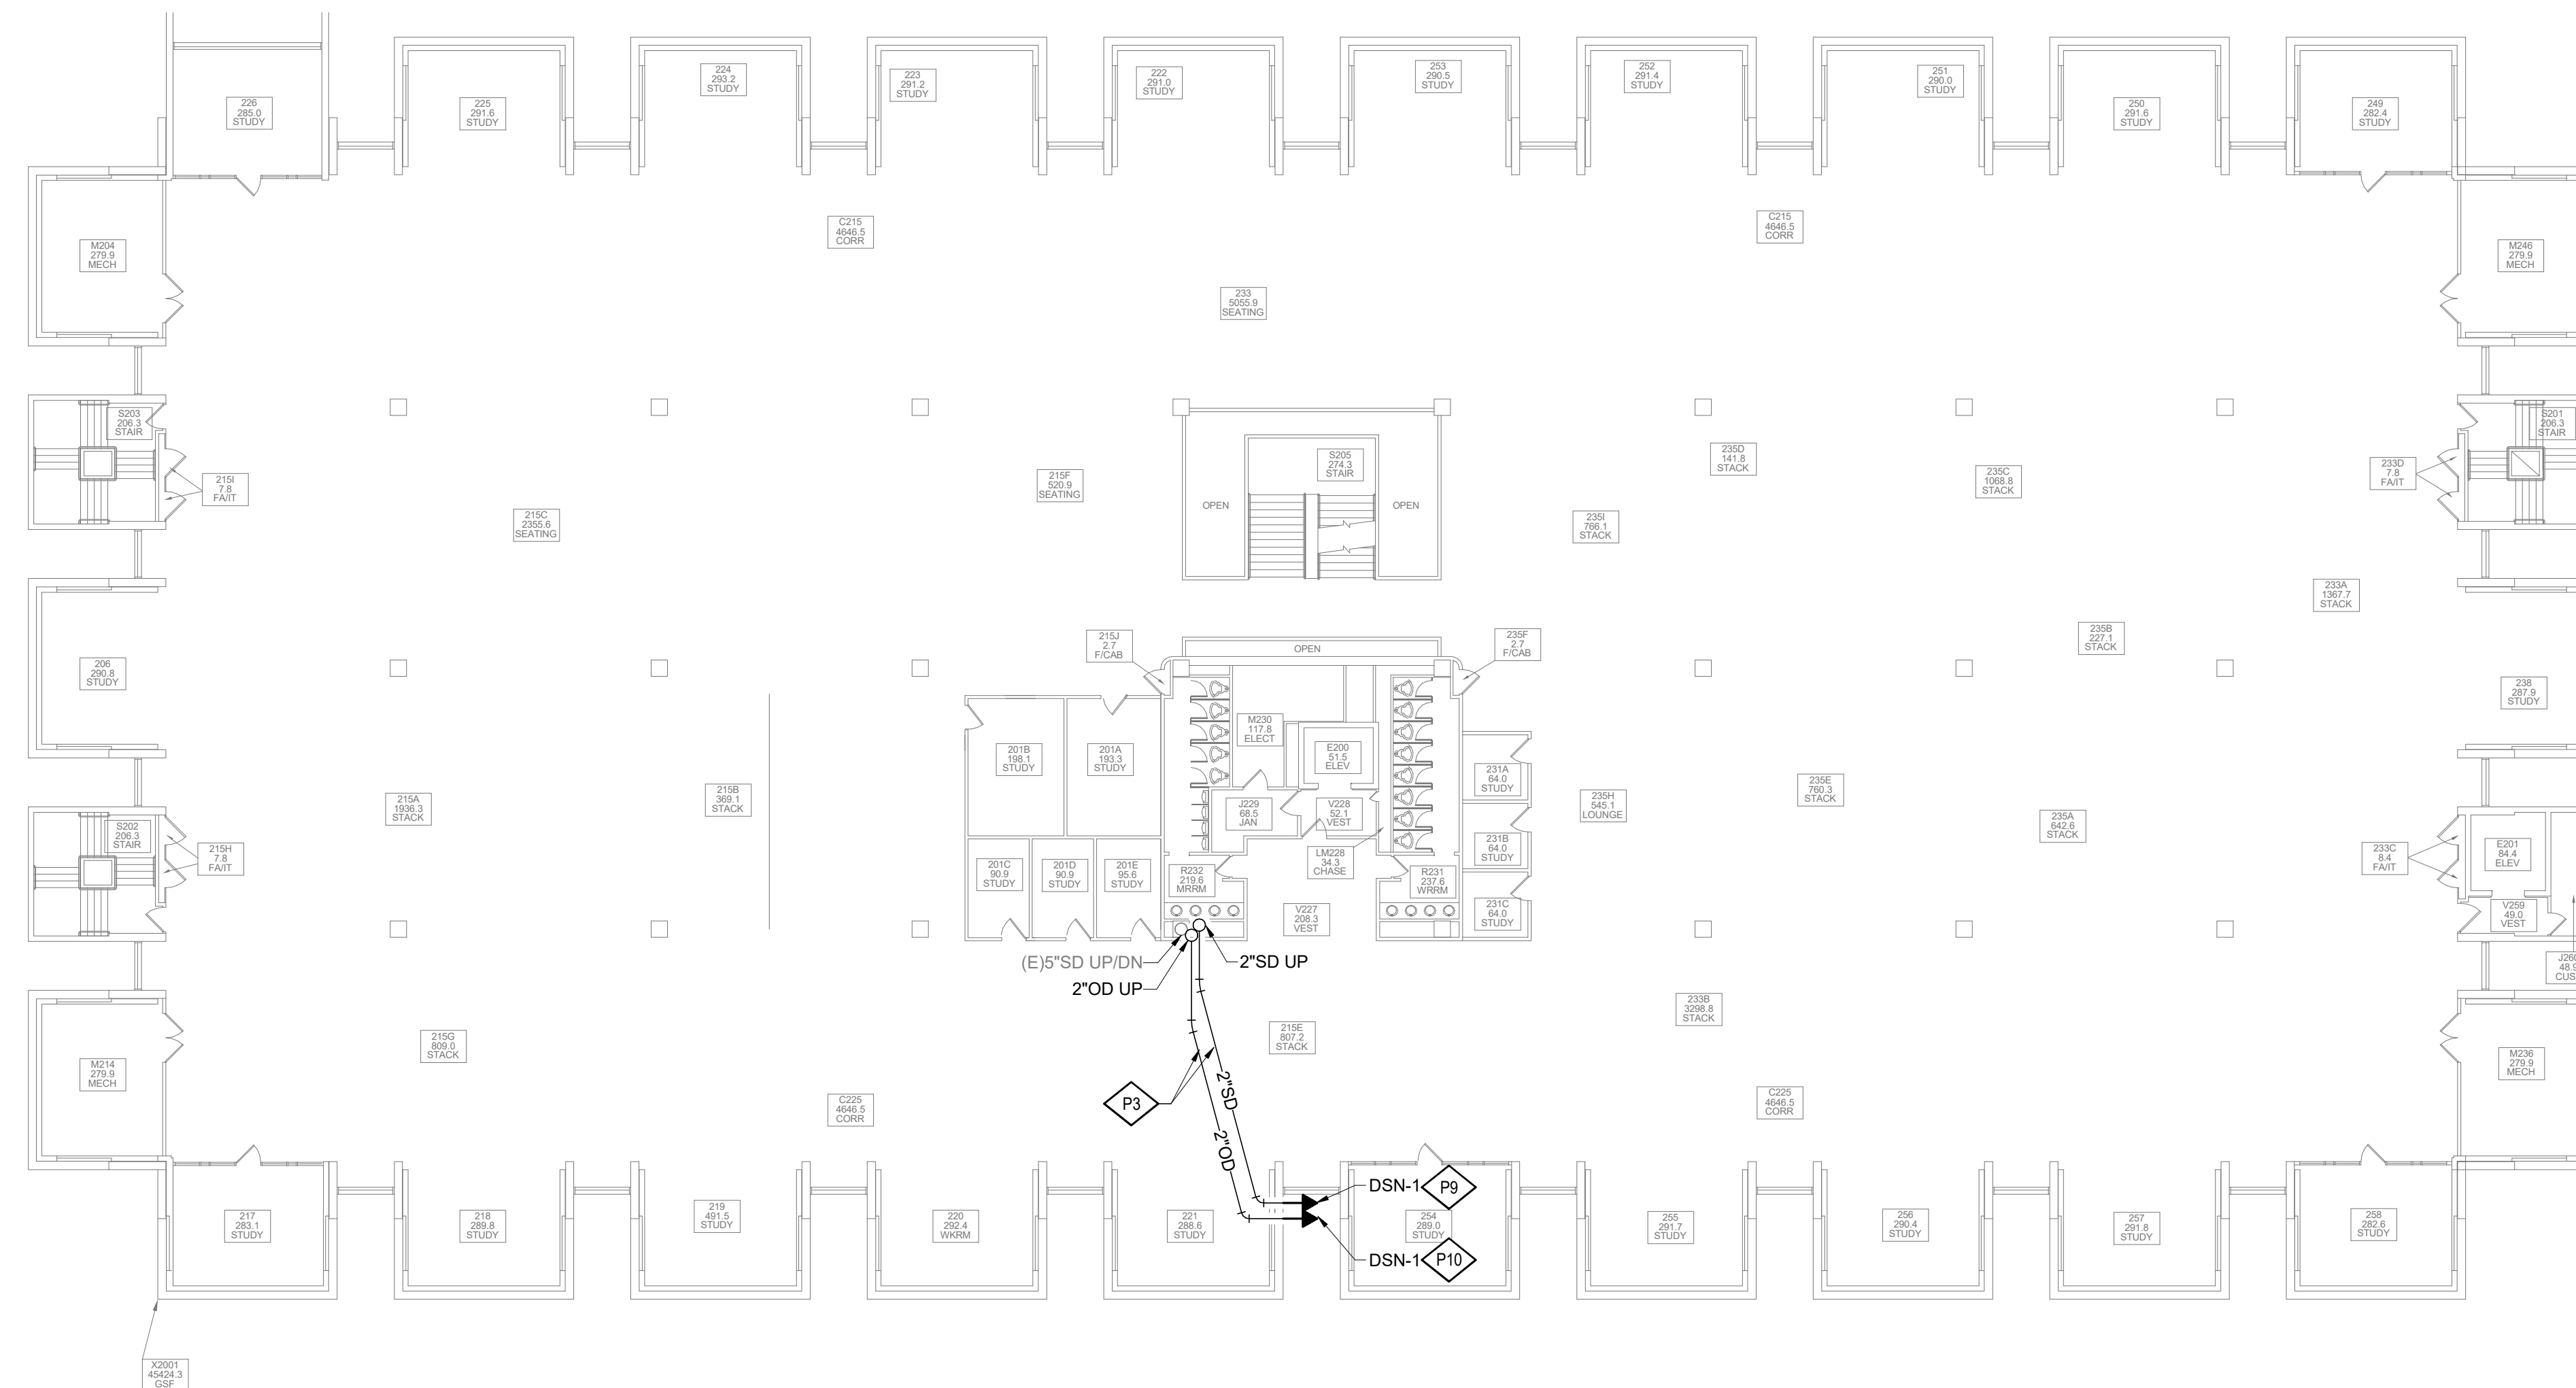 226
285.0
STUDY
225
291.6
STUDY
224
293.2
STUDY
223
291.2
STUDY
222
291.0
STUDY
253
290.5
STUDY
252
291.4
STUDY
251
290.0
STUDY
250
291.6
STUDY
249
282.4
STUDY
M204
279.9
MECH
C215
4646.5
CORR
C215
4646.5
CORR
M246
279.9
MECH
233
5055.9
SEATING
S203
206.3
STAIR
215I
7.8
FA/IT
215C
2355.6
SEATING
215F
520.9
SEATING
OPEN
S205
274.3
STAIR
OPEN
235I
766.1
STACK
235D
141.8
STACK
235C
1068.8
STACK
233D
7.8
FA/IT
S201
206.3
STAIR
233A
1367.7
STACK
206
290.8
STUDY
215J
2.7
F/CAB
OPEN
235F
2.7
F/CAB
235B
227.1
STACK
238
287.9
STUDY
201B
198.1
STUDY
201A
193.3
STUDY
M230
117.8
ELECT
E200
51.5
ELEV
231A
64.0
STUDY
215A
1936.3
STACK
215B
369.1
STACK
J229
68.5
JAN
V228
52.1
VEST
235H
545.1
LOUNGE
235E
760.3
STACK
235A
642.6
STACK
S202
206.3
STAIR
215H
7.8
FA/IT
201C
90.9
STUDY
201D
90.9
STUDY
201E
95.6
STUDY
R232
219.6
MRRM
LM228
34.3
CHASE
R231
237.6
WRRM
231B
64.0
STUDY
233C
8.4
FA/IT
E201
84.4
ELEV
V227
208.3
VEST
231C
64.0
STUDY
V259
49.0
VEST
(E)5"SD UP/DN
2"SD UP
2"OD UP
J260
48.9
CUS
M214
279.9
MECH
215G
809.0
STACK
215E
807.2
STACK
233B
3298.8
STACK
M236
279.9
MECH
C225
4646.5
CORR
P3
2"SD
2"OD
C225
4646.5
CORR
217
283.1
STUDY
218
289.8
STUDY
219
491.5
STUDY
220
292.4
WKRM
221
288.6
STUDY
DSN-1 P9
254
289.0
STUDY
DSN-1 P10
255
291.7
STUDY
256
290.4
STUDY
257
291.8
STUDY
258
282.6
STUDY
X2001
45424.3
GSF